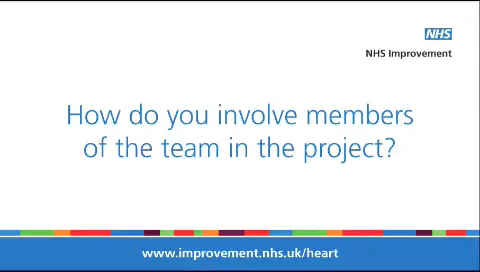 NHS
NHS Improvement
How do you involve members
of the team in the project?
www.improvement.nhs.uk/heart